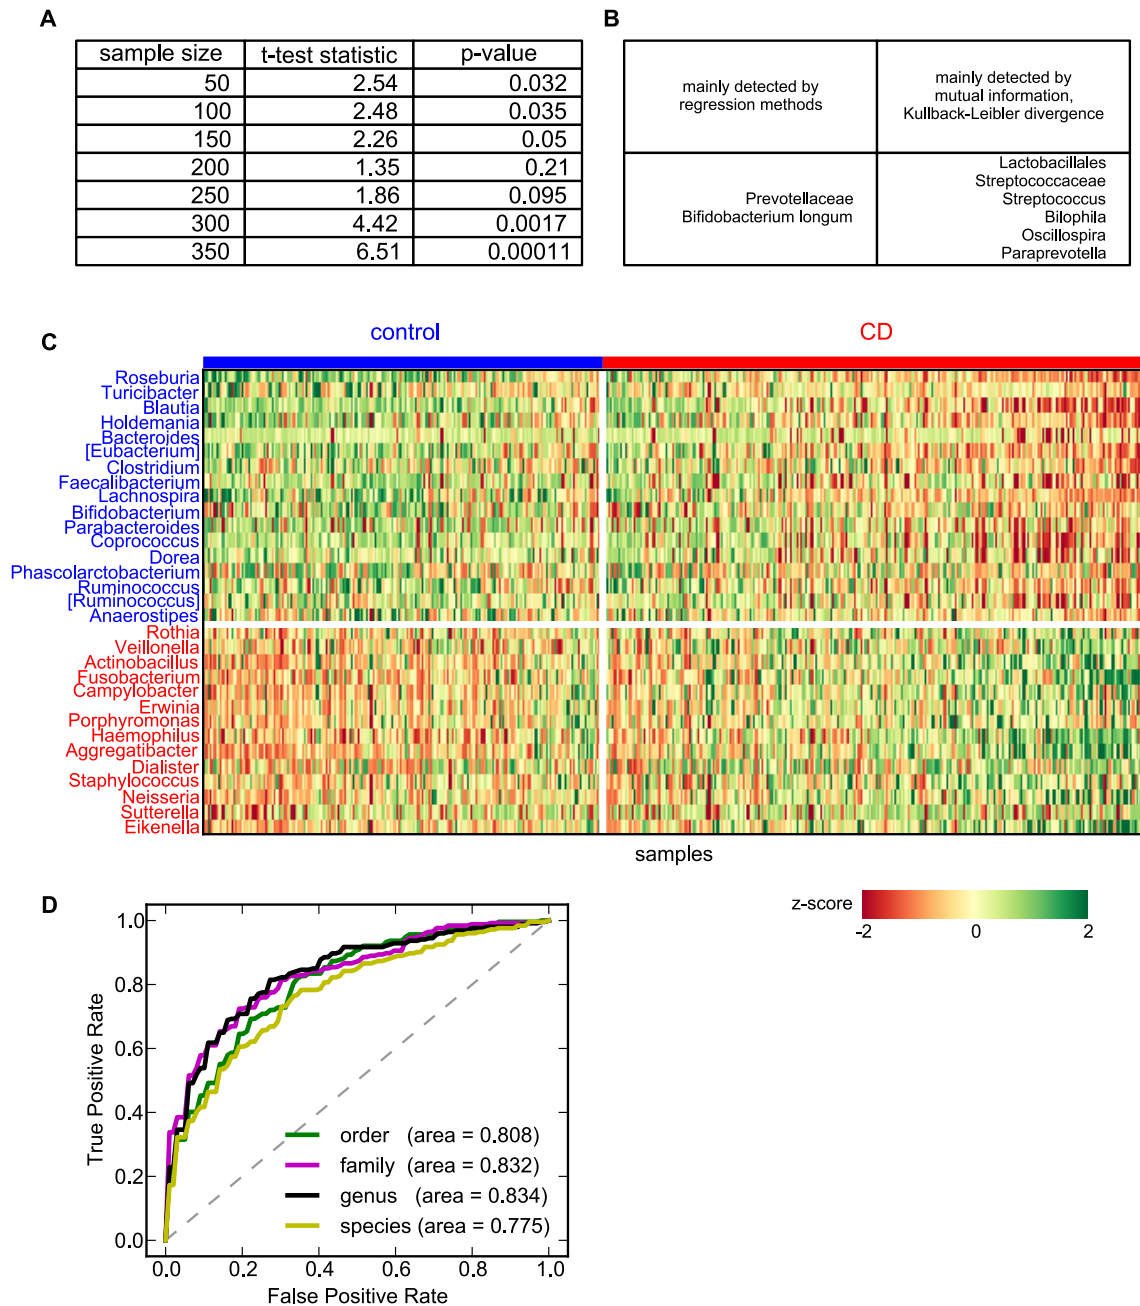 A
sample size t-test statistic p-value
50 2.54 0.032
100 2.48 0.035
150 2.26 0.05
200 1.35 0.21
250 1.86 0.095
300 4.42 0.0017
350 6.51 0.00011
B
mainly detected by
regression methods
mainly detected by
mutual information,
Kullback-Leibler divergence
Prevotellaceae
Bifidobacterium longum
Lactobacillales
Streptococcaceae
Streptococcus
Bilophila
Oscillospira
Paraprevotella
C
control CD
Roseburia
Turicibacter
Blautia
Holdemania
Bacteroides
[Eubacterium]
Clostridium
Faecalibacterium
Lachnospira
Bifidobacterium
Parabacteroides
Coprococcus
Dorea
Phascolarctobacterium
Ruminococcus
[Ruminococcus]
Anaerostipes
Rothia
Veillonella
Actinobacillus
Fusobacterium
Campylobacter
Erwinia
Porphyromonas
Haemophilus
Aggregatibacter
Dialister
Staphylococcus
Neisseria
Sutterella
Eikenella
samples
z-score
-2 0 2
D
True Positive Rate
1.0
0.8
0.6
0.4
0.2
0.0
order (area = 0.808)
family (area = 0.832)
genus (area = 0.834)
species (area = 0.775)
0.0 0.2 0.4 0.6 0.8 1.0
False Positive Rate